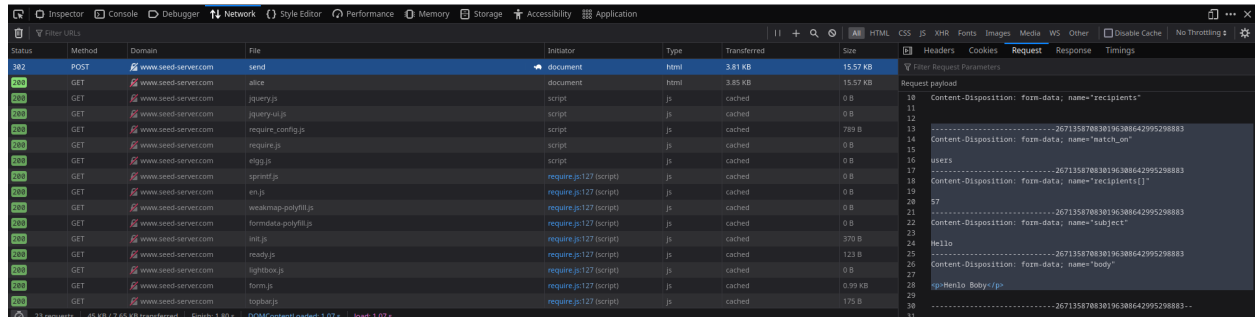 Inspector Console Debugger Network Style Editor Performance Memory Storage Accessibility Application
Filter URLs All HTML CSS JS XHR Fonts Images Media WS Other Disable Cache No Throttling
Status Method Domain File Initiator Type Transferred Size Headers Cookies Request Response Timings
302 POST www.seed-server.com send document html 3.81 KB 15.57 KB Filter Request Parameters
200 GET www.seed-server.com alice document html 3.85 KB 15.57 KB Request payload
200 GET www.seed-server.com jquery.js script js cached 0 B 10 Content-Disposition: form-data; name="recipients"
11
200 GET www.seed-server.com jquery-ui.js script js cached 0 B 12
200 GET www.seed-server.com require_config.js script js cached 789 B 13 -----------------------------267135870830196308642995298883
200 GET www.seed-server.com require.js script js cached 0 B 14 Content-Disposition: form-data; name="match_on"
15
200 GET www.seed-server.com elgg.js script js cached 0 B 16 users
200 GET www.seed-server.com sprintf.js require.js:127 (script) js cached 0 B 17 -----------------------------267135870830196308642995298883
200 GET www.seed-server.com en.js require.js:127 (script) js cached 0 B 18 Content-Disposition: form-data; name="recipients[]"
19
200 GET www.seed-server.com weakmap-polyfill.js require.js:127 (script) js cached 0 B 20 57
200 GET www.seed-server.com formdata-polyfill.js require.js:127 (script) js cached 0 B 21 -----------------------------267135870830196308642995298883
22 Content-Disposition: form-data; name="subject"
200 GET www.seed-server.com init.js require.js:127 (script) js cached 370 B 23
24 Hello
200 GET www.seed-server.com ready.js require.js:127 (script) js cached 123 B 25 -----------------------------267135870830196308642995298883
200 GET www.seed-server.com lightbox.js require.js:127 (script) js cached 0 B 26 Content-Disposition: form-data; name="body"
27
200 GET www.seed-server.com form.js require.js:127 (script) js cached 0.99 KB 28 <p>Henlo Boby</p>
29
200 GET www.seed-server.com topbar.js require.js:127 (script) js cached 175 B 30 -----------------------------267135870830196308642995298883--
23 requests 45 KB / 7.65 KB transferred Finish: 1.80 s DOMContentLoaded: 1.07 s load: 1.07 s 31